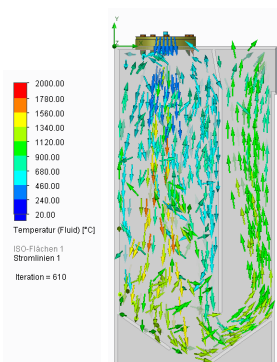 Y
2000.00
1780.00
1560.00
1340.00
1120.00
900.00
680.00
460.00
240.00
20.00
Temperatur (Fluid) [°C]
ISO-Flächen 1
Stromlinien 1
Iteration = 610